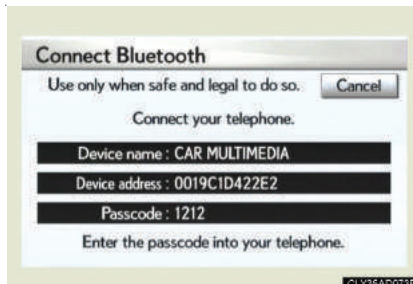 Connect Bluetooth
Use only when safe and legal to do so. Cancel
Connect your telephone.
Device name : CAR MULTIMEDIA
Device address : 0019C1D422E2
Passcode : 1212
Enter the passcode into your telephone.